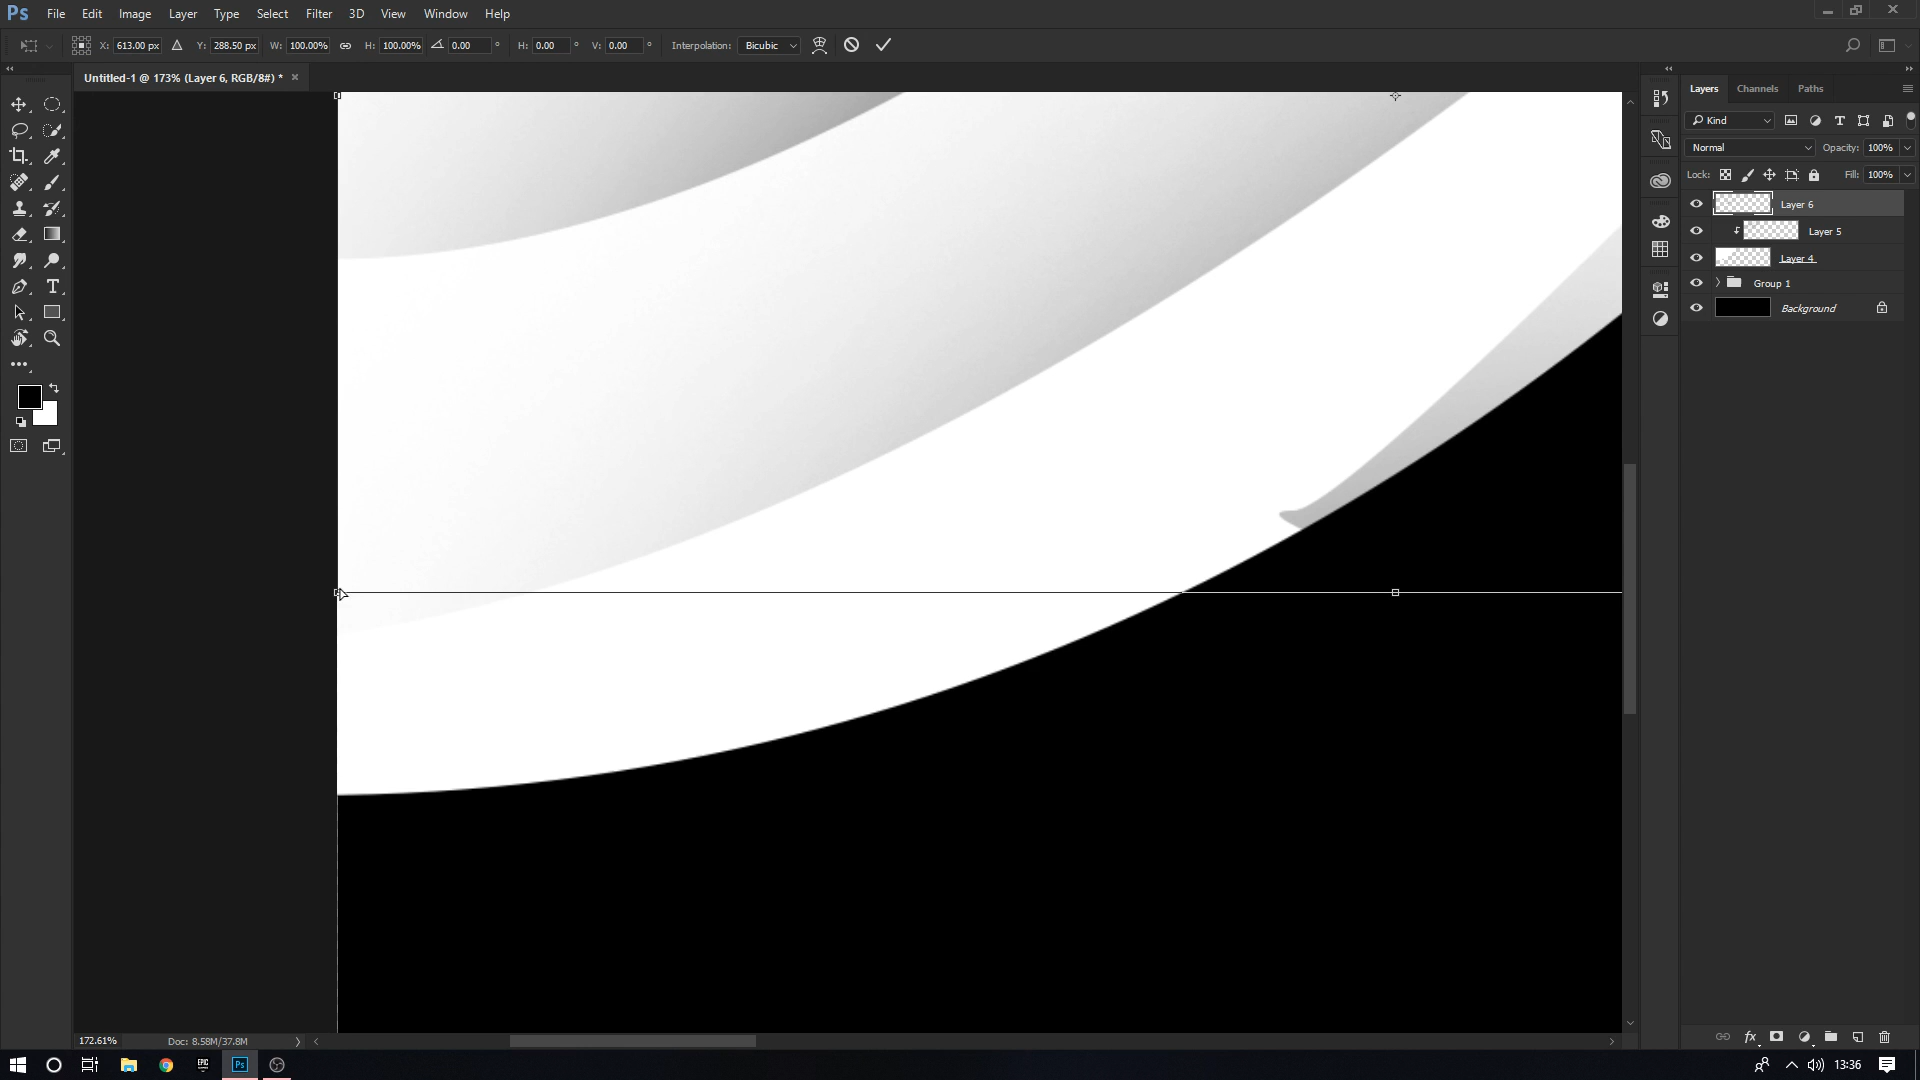 Ps File Edit Image Layer Type Select Filter 3D View Window Help
X: 613.00 px Y: 288.50 px W: 100.00% H: 100.00% 0.00 ° H: 0.00 ° V: 0.00 ° Interpolation: Bicubic
Untitled-1 @ 173% (Layer 6, RGB/8#) * ×
Layers Channels Paths
Kind
Normal Opacity: 100%
Lock: Fill: 100%
Layer 6
Layer 5
Layer 4
Group 1
Background
172.61% Doc: 8.58M/37.8M
EPIC Ps 13:36